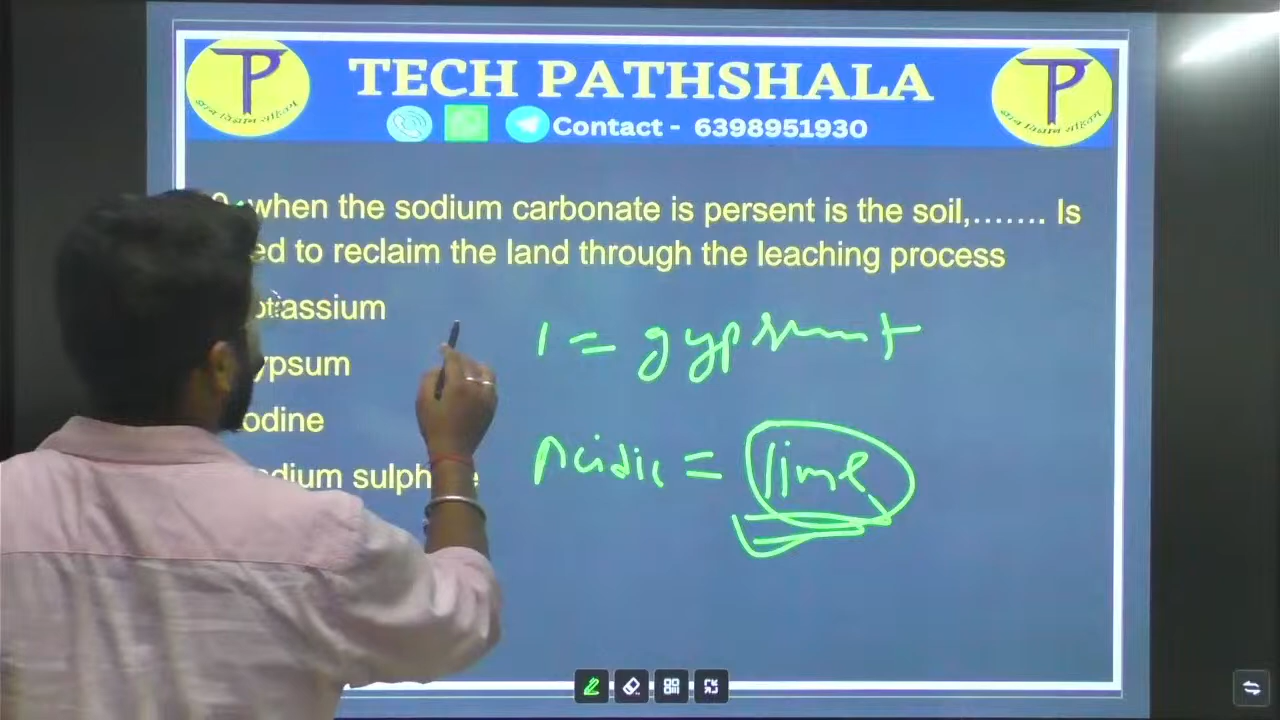 TECH PATHSHALA
Contact - 6398951930
when the sodium carbonate is persent is the soil,....... Is
ed to reclaim the land through the leaching process
otassium
ypsum
odine
dium sulph e
1 = gypsum +
Acidic = lime